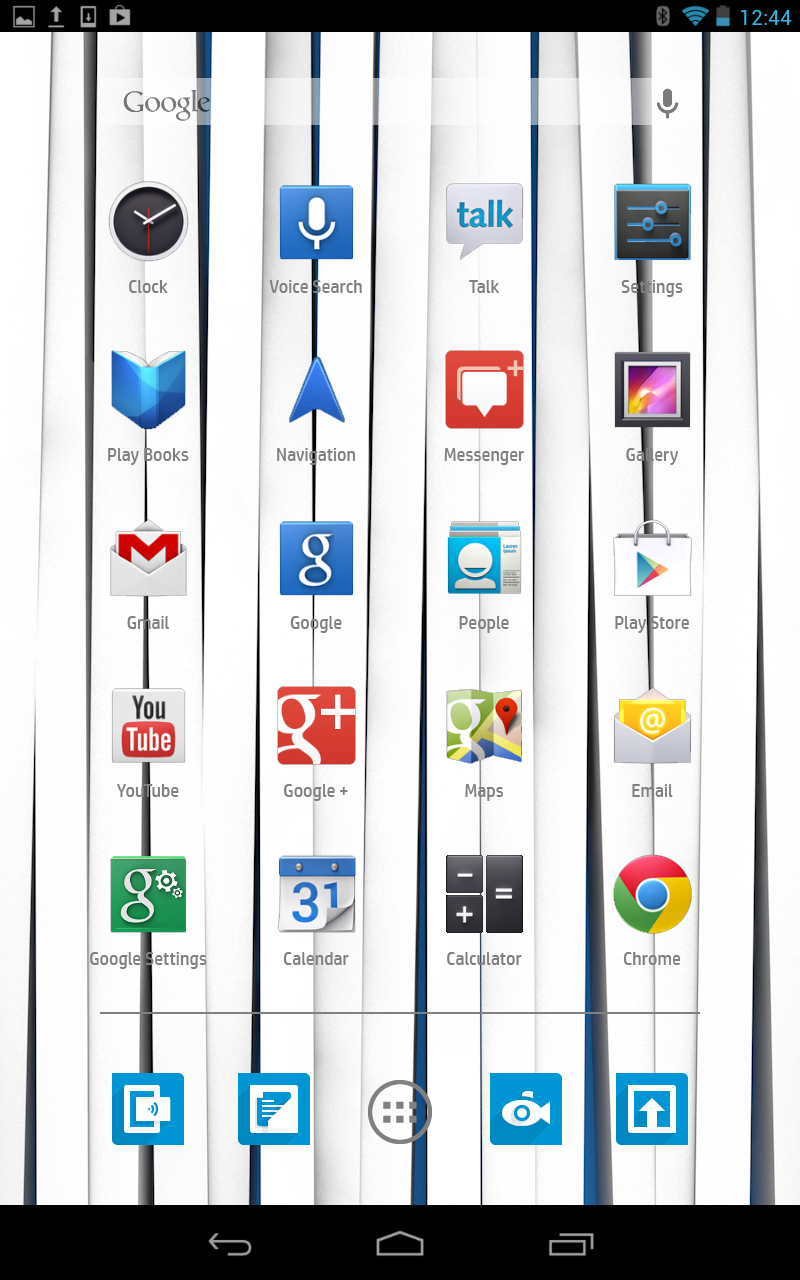 12:44
Google
talk
Clock
Voice Search
Talk
Settings
Play Books
Navigation
Messenger
Gallery
Gmail
Google
People
Play Store
You
Tube
YouTube
Google +
Maps
Email
31
Google Settings
Calendar
Calculator
Chrome